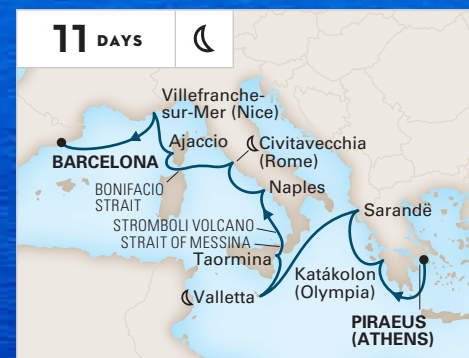 11 DAYS
Villefranche-
sur-Mer (Nice)
Ajaccio
Civitavecchia
(Rome)
BARCELONA
BONIFACIO
STRAIT
Naples
Sarandë
STROMBOLI VOLCANO
STRAIT OF MESSINA
Taormina
Katákolon
(Olympia)
Valletta
PIRAEUS
(ATHENS)